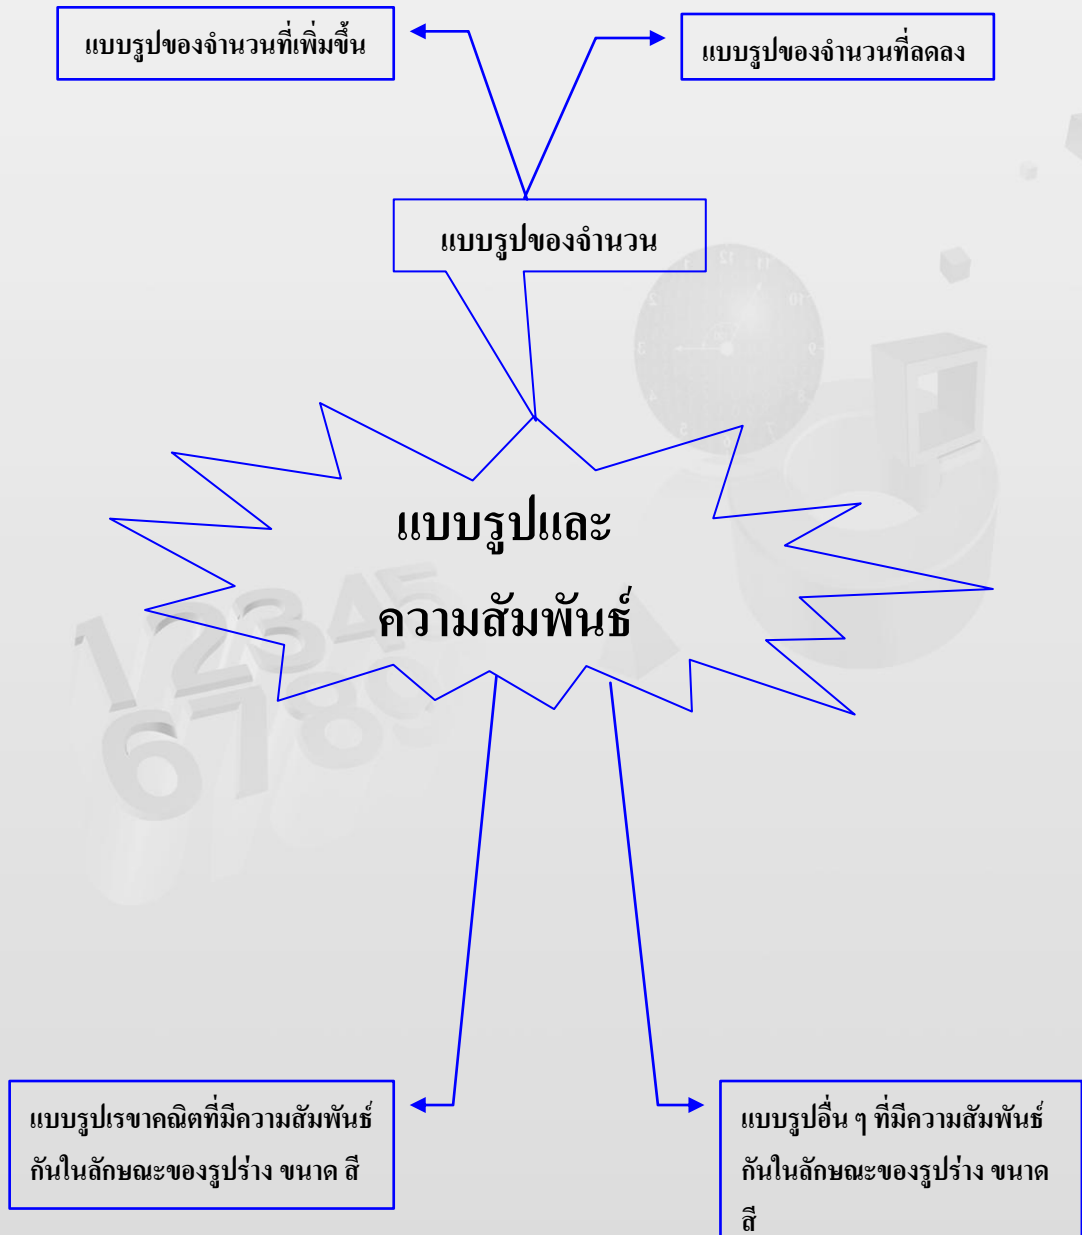 แบบรูปของจำนวนที่เพิ่มขึ้น
แบบรูปของจำนวนที่ลดลง
แบบรูปของจำนวน
แบบรูปและ
ความสัมพันธ์
แบบรูปเรขาคณิตที่มีความสัมพันธ์
กันในลักษณะของรูปร่าง ขนาด สี
แบบรูปอื่น ๆ ที่มีความสัมพันธ์
กันในลักษณะของรูปร่าง ขนาด
สี